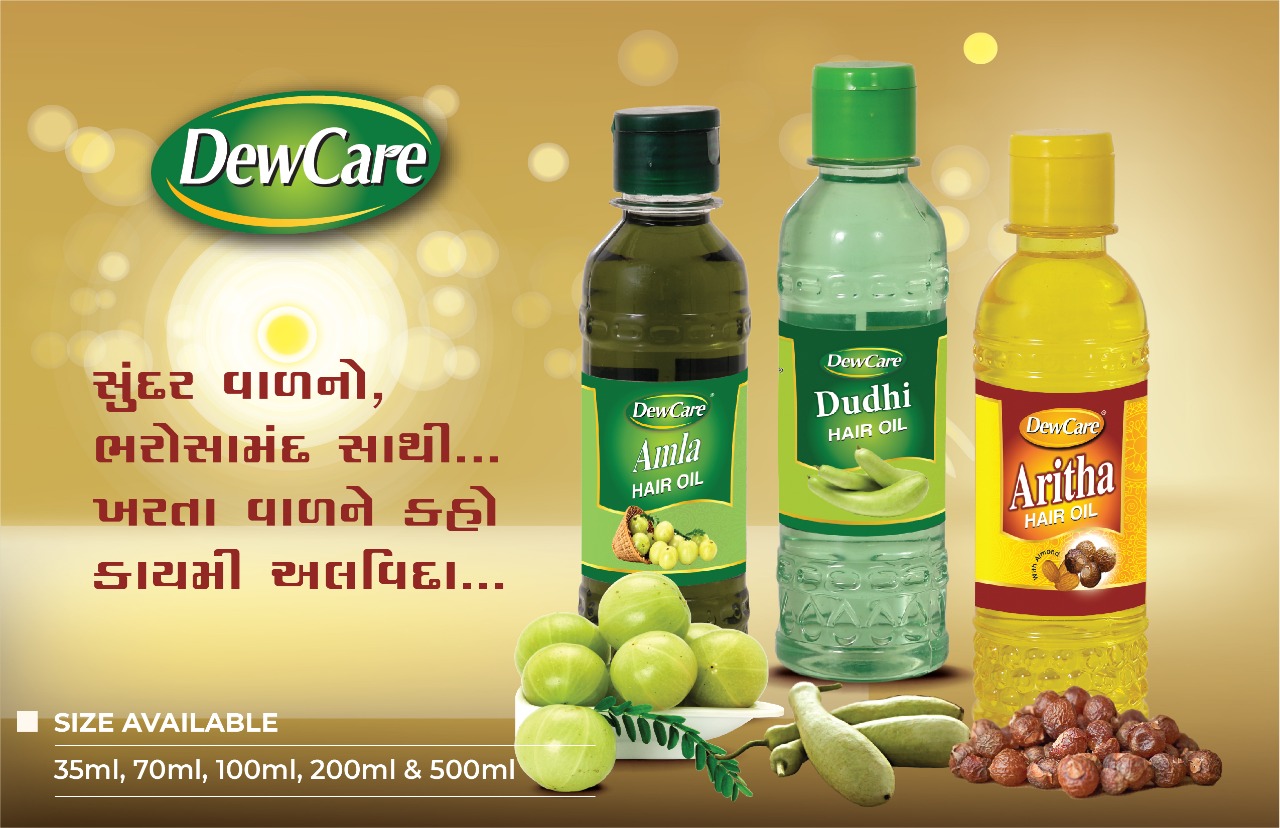 DewCare
સુંદર વાળનો,
ભરોસામંદ સાથી...
ખરતા વાળને કહો
કાયમી અલવિદા...
SIZE AVAILABLE
35ml, 70ml, 100ml, 200ml & 500ml
DewCare®
Amla
HAIR OIL
DewCare
Dudhi
HAIR OIL
DewCare®
Aritha
HAIR OIL
With Almond